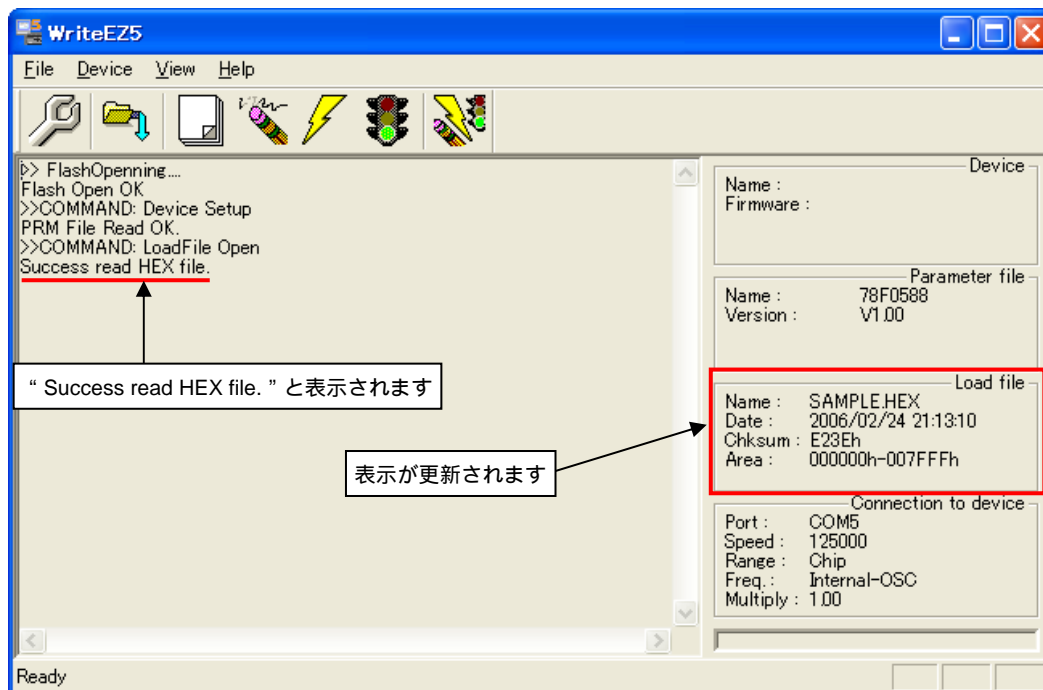 WriteEZ5
File Device View Help
>> FlashOpenning....
Flash Open OK
>>COMMAND: Device Setup
PRM File Read OK.
>>COMMAND: LoadFile Open
Success read HEX file.
“ Success read HEX file. ” と表示されます
表示が更新されます
Device
Name :
Firmware :
Parameter file
Name : 78F0588
Version : V1.00
Load file
Name : SAMPLE.HEX
Date : 2006/02/24 21:13:10
Chksum : E23Eh
Area : 000000h-007FFFh
Connection to device
Port : COM5
Speed : 125000
Range : Chip
Freq. : Internal-OSC
Multiply : 1.00
Ready